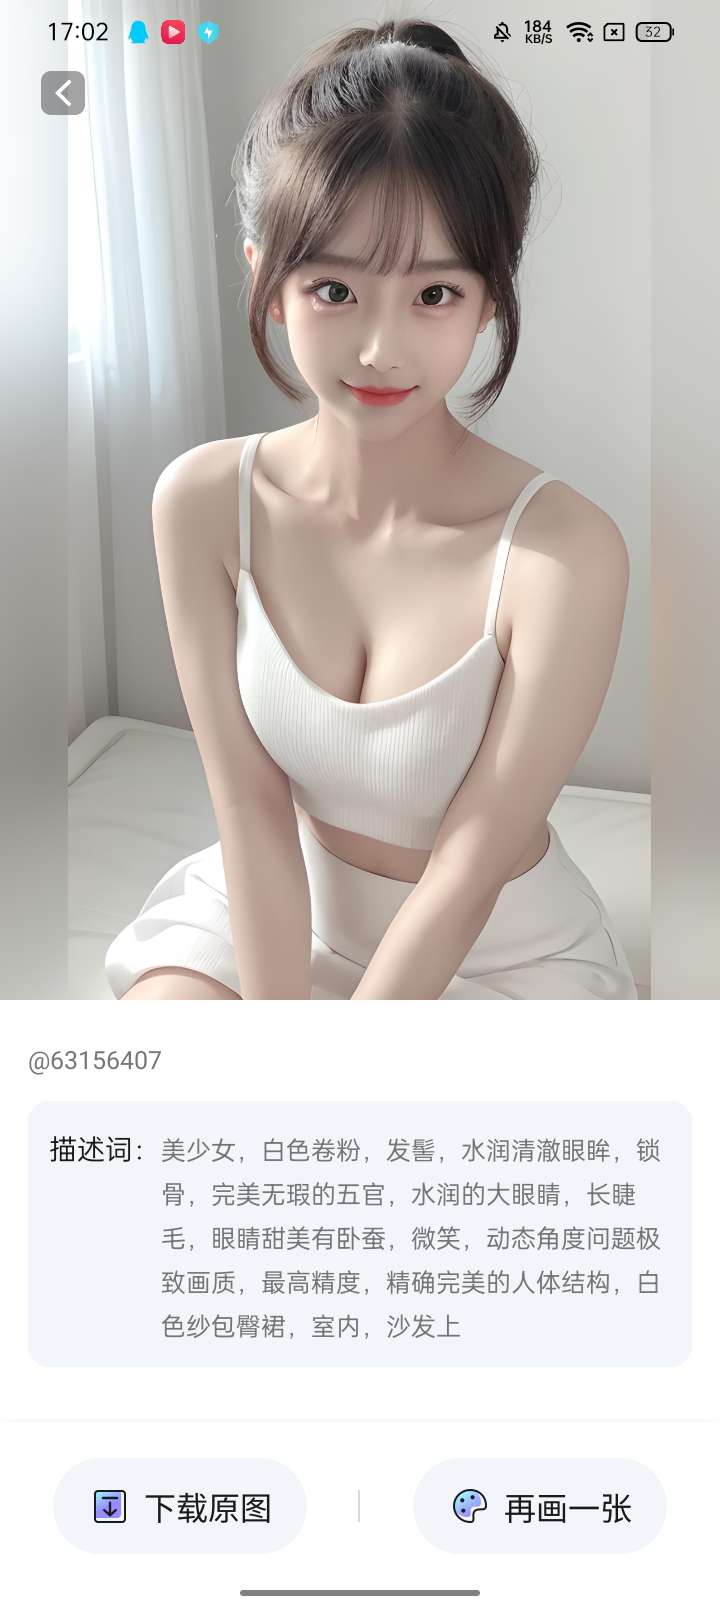 17:02
184
KB/S
32
@63156407
描述词：美少女，白色卷粉，发髻，水润清澈眼眸，锁
骨，完美无瑕的五官，水润的大眼睛，长睫
毛，眼睛甜美有卧蚕，微笑，动态角度问题极
致画质，最高精度，精确完美的人体结构，白
色纱包臀裙，室内，沙发上
下载原图
再画一张